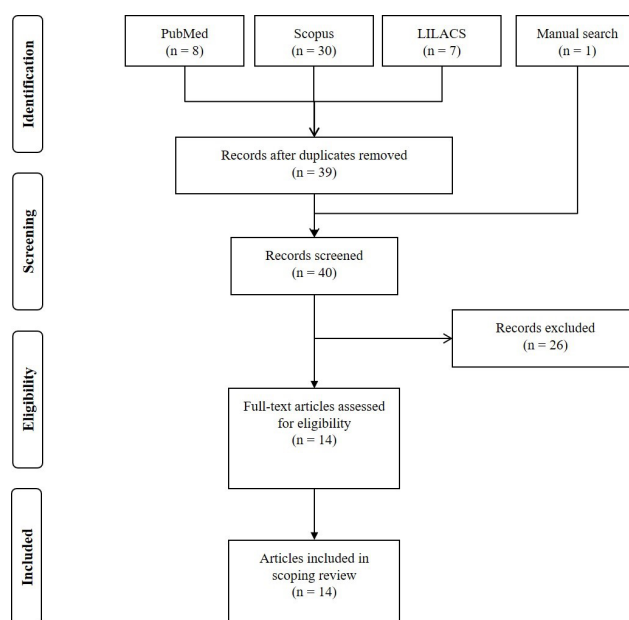 PubMed
(n = 8)
Scopus
(n = 30)
LILACS
(n = 7)
Manual search
(n = 1)
Identification
Records after duplicates removed
(n = 39)
Screening
Records screened
(n = 40)
Records excluded
(n = 26)
Eligibility
Full-text articles assessed
for eligibility
(n = 14)
Included
Articles included in
scoping review
(n = 14)